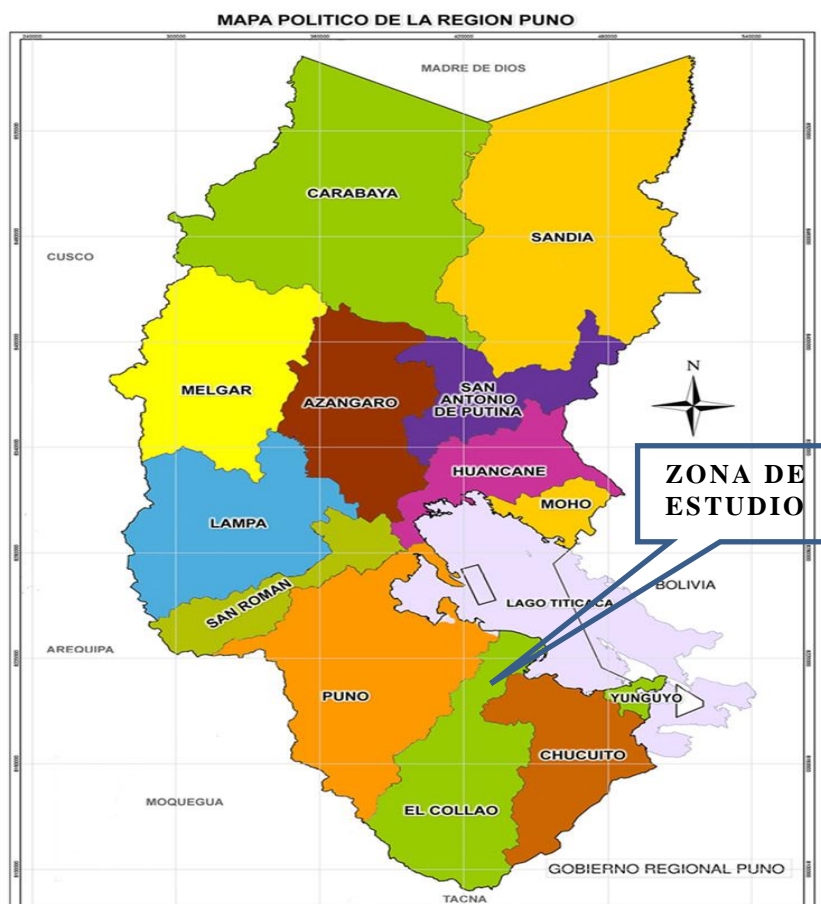 MAPA POLITICO DE LA REGION PUNO
MADRE DE DIOS
CARABAYA
SANDIA
CUSCO
MELGAR
AZANGARO
SAN
ANTONIO
DE PUTINA
N
HUANCANE
ZONA DE
ESTUDIO
MOHO
LAMPA
SAN ROMAN
LAGO TITICACA
BOLIVIA
AREQUIPA
PUNO
YUNGUYO
CHUCUITO
MOQUEGUA
EL COLLAO
GOBIERNO REGIONAL PUNO
TACNA